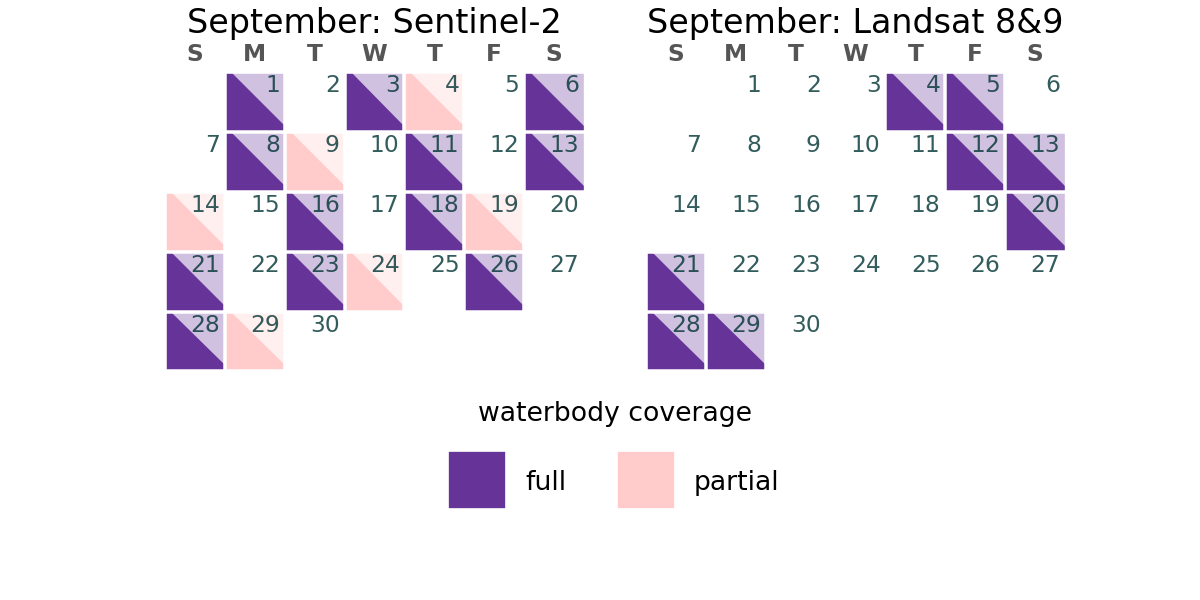 September: Sentinel-2
S M T W T F S
1 2 3 4 5 6
7 8 9 10 11 12 13
14 15 16 17 18 19 20
21 22 23 24 25 26 27
28 29 30
September: Landsat 8&9
S M T W T F S
1 2 3 4 5 6
7 8 9 10 11 12 13
14 15 16 17 18 19 20
21 22 23 24 25 26 27
28 29 30
waterbody coverage
full partial